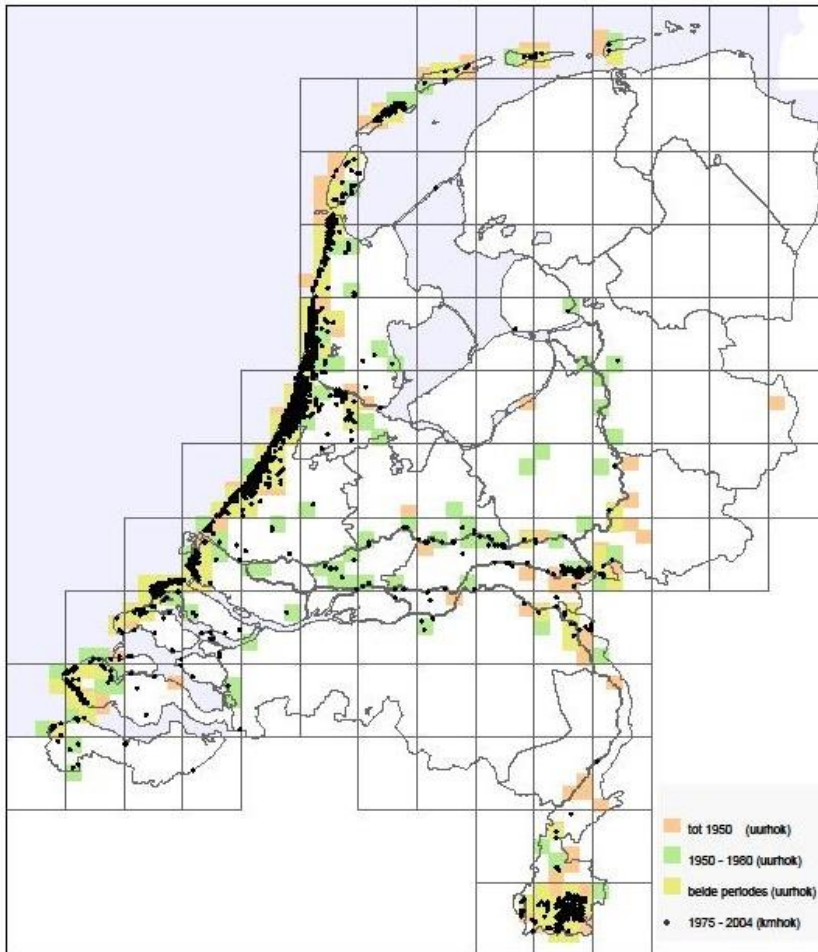 tot 1950 (uurhok)
1950 - 1980 (uurhok)
beide periodes (uurhok)
1975 - 2004 (kmhok)